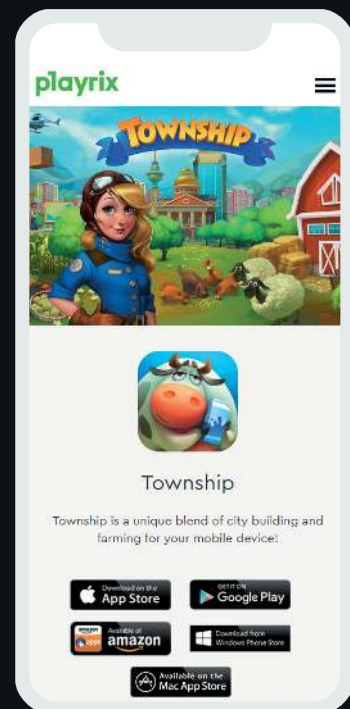 playrix
TOWNSHIP
Township
Township is a unique blend of city building and
farming for your mobile device!
Download on the
App Store
GET IT ON
Google Play
Available at
amazon
apps
Download from
Windows Phone Store
Available on the
Mac App Store